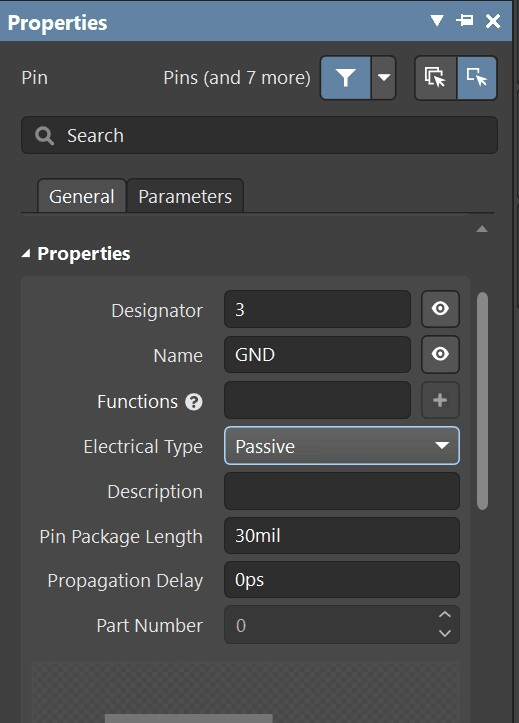 Properties
Pin Pins (and 7 more)
Search
General Parameters
Properties
Designator 3
Name GND
Functions ?
Electrical Type Passive
Description
Pin Package Length 30mil
Propagation Delay 0ps
Part Number 0